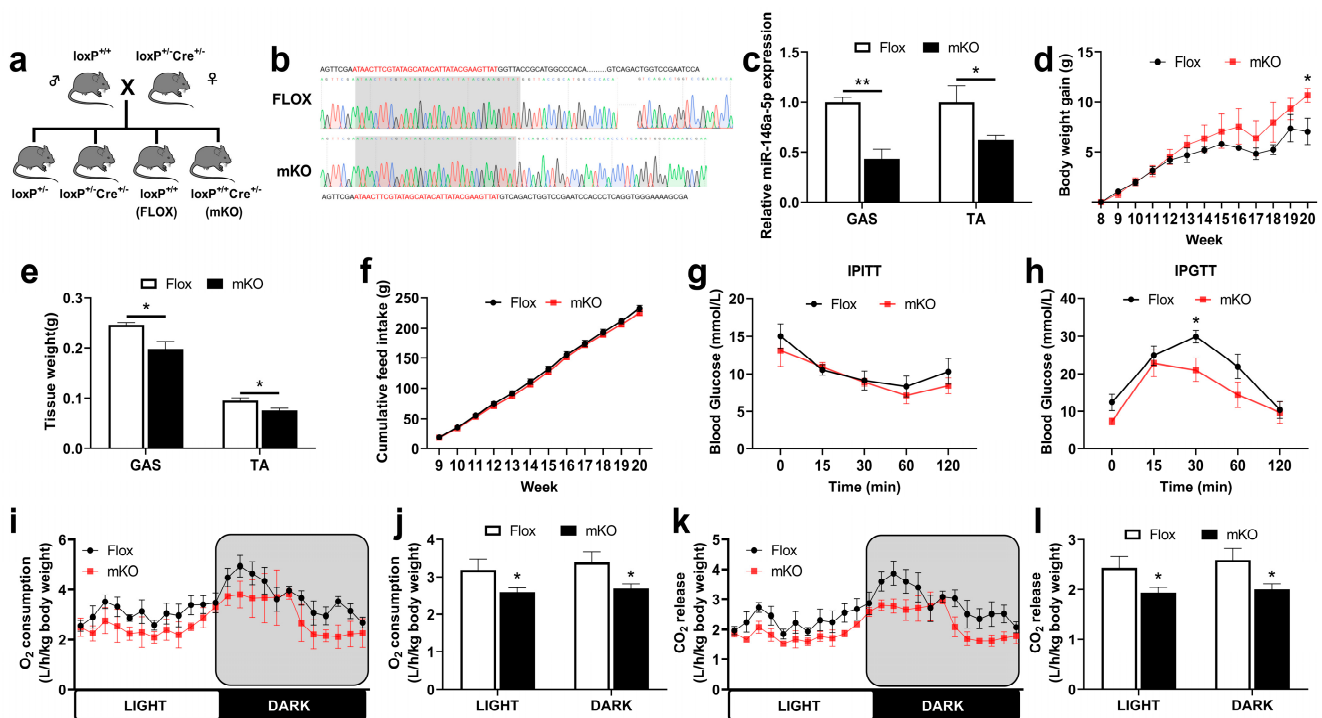 a
loxP+/+
loxP+/-Cre+/-
♂
X
♀
loxP+/-
loxP+/-Cre+/-
loxP+/+
(FLOX)
loxP+/+Cre+/-
(mKO)
b
AGTTCGAATAACTTCGTATAGCATACATTATACGAAGTTATGGTTACCGCATGGCCCACA..........GTCAGACTGGTCCGAATCCA
FLOX
mKO
AGTTCGAATAACTTCGTATAGCATACATTATACGAAGTTATGTCAGACTGGTCCGAATCCACCCTCAGGTGGGAAAAGCGA
c
Flox
mKO
Relative miR-146a-5p expression
1.5
1.0
0.5
0.0
**
*
GAS
TA
d
Flox
mKO
Body weight gain (g)
15
10
5
0
*
8 9 10 11 12 13 14 15 16 17 18 19 20
Week
e
Flox
mKO
Tissue weight(g)
0.3
0.2
0.1
0.0
*
*
GAS
TA
f
Flox
mKO
Cumulative feed intake (g)
250
200
150
100
50
0
9 10 11 12 13 14 15 16 17 18 19 20
Week
g
IPITT
Flox
mKO
Blood Glucose (mmol/L)
20
15
10
5
0
0 15 30 60 120
Time (min)
h
IPGTT
Flox
mKO
Blood Glucose (mmol/L)
40
30
20
10
0
*
0 15 30 60 120
Time (min)
i
Flox
mKO
O2 consumption
(L/h/kg body weight)
6
4
2
0
LIGHT
DARK
j
Flox
mKO
O2 consumption
(L/h/kg body weight)
4
3
2
1
0
*
*
LIGHT
DARK
k
Flox
mKO
CO2 release
(L/h/kg body weight)
5
4
3
2
1
0
LIGHT
DARK
l
Flox
mKO
CO2 release
(L/h/kg body weight)
3
2
1
0
*
*
LIGHT
DARK